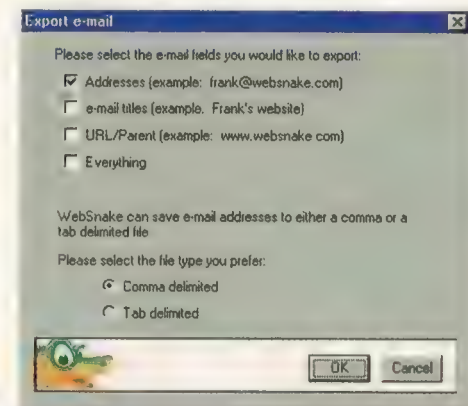 Export e-mail
Please select the e-mail fields you would like to export:
Addresses (example: frank@websnake.com)
e-mail titles (example. Frank's website)
URL/Parent (example: www.websnake com)
Everything
WebSnake can save e-mail addresses to either a comma or a
tab delimited file
Please select the file type you prefer:
Comma delimited
Tab delimited
OK Cancel